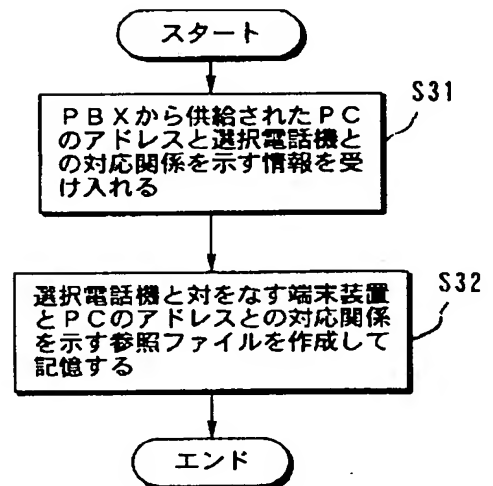 スタート
S31
ＰＢＸから供給されたＰＣ
のアドレスと選択電話機と
の対応関係を示す情報を受
け入れる
S32
選択電話機と対をなす端末装置
とＰＣのアドレスとの対応関係
を示す参照ファイルを作成して
記憶する
エンド